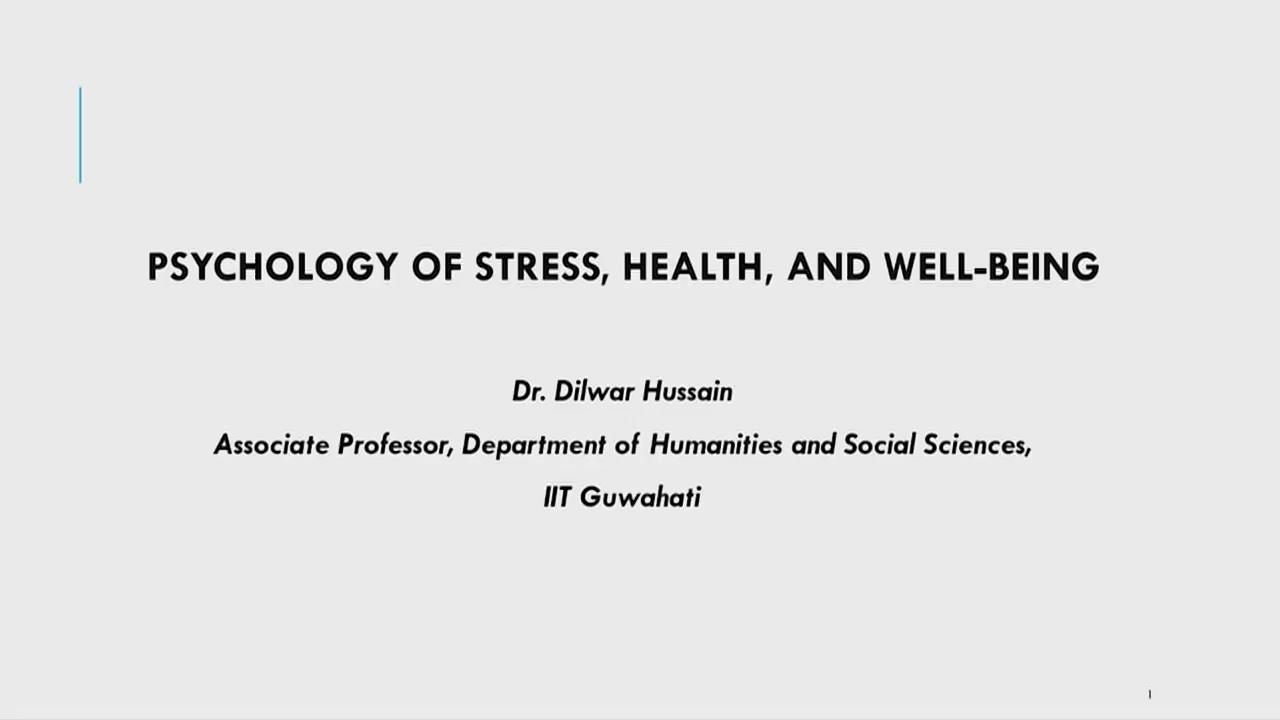 PSYCHOLOGY OF STRESS, HEALTH, AND WELL-BEING
Dr. Dilwar Hussain
Associate Professor, Department of Humanities and Social Sciences,
IIT Guwahati
1